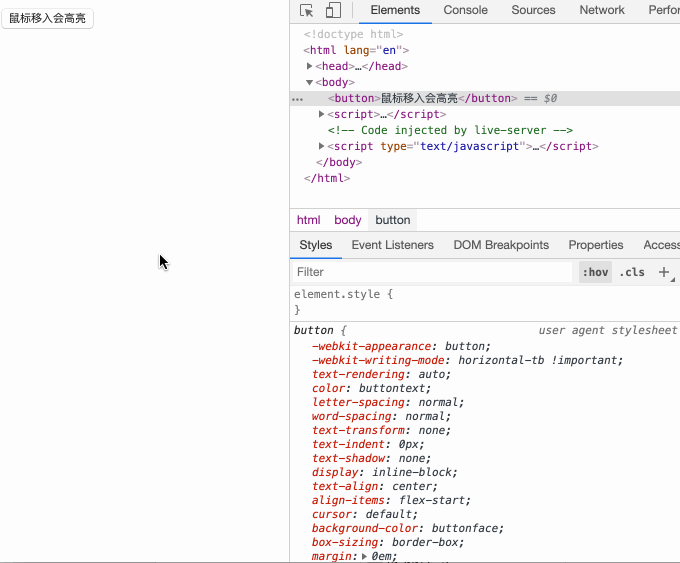 鼠标移入会高亮
Elements Console Sources Network Perfor
<!doctype html>
<html lang="en">
<head>…</head>
<body>
<button>鼠标移入会高亮</button> == $0
<script>…</script>
<!-- Code injected by live-server -->
<script type="text/javascript">…</script>
</body>
</html>
html body button
Styles Event Listeners DOM Breakpoints Properties Access
Filter :hov .cls +
element.style {
}
button { user agent stylesheet
-webkit-appearance: button;
-webkit-writing-mode: horizontal-tb !important;
text-rendering: auto;
color: buttontext;
letter-spacing: normal;
word-spacing: normal;
text-transform: none;
text-indent: 0px;
text-shadow: none;
display: inline-block;
text-align: center;
align-items: flex-start;
cursor: default;
background-color: buttonface;
box-sizing: border-box;
margin: 0em;